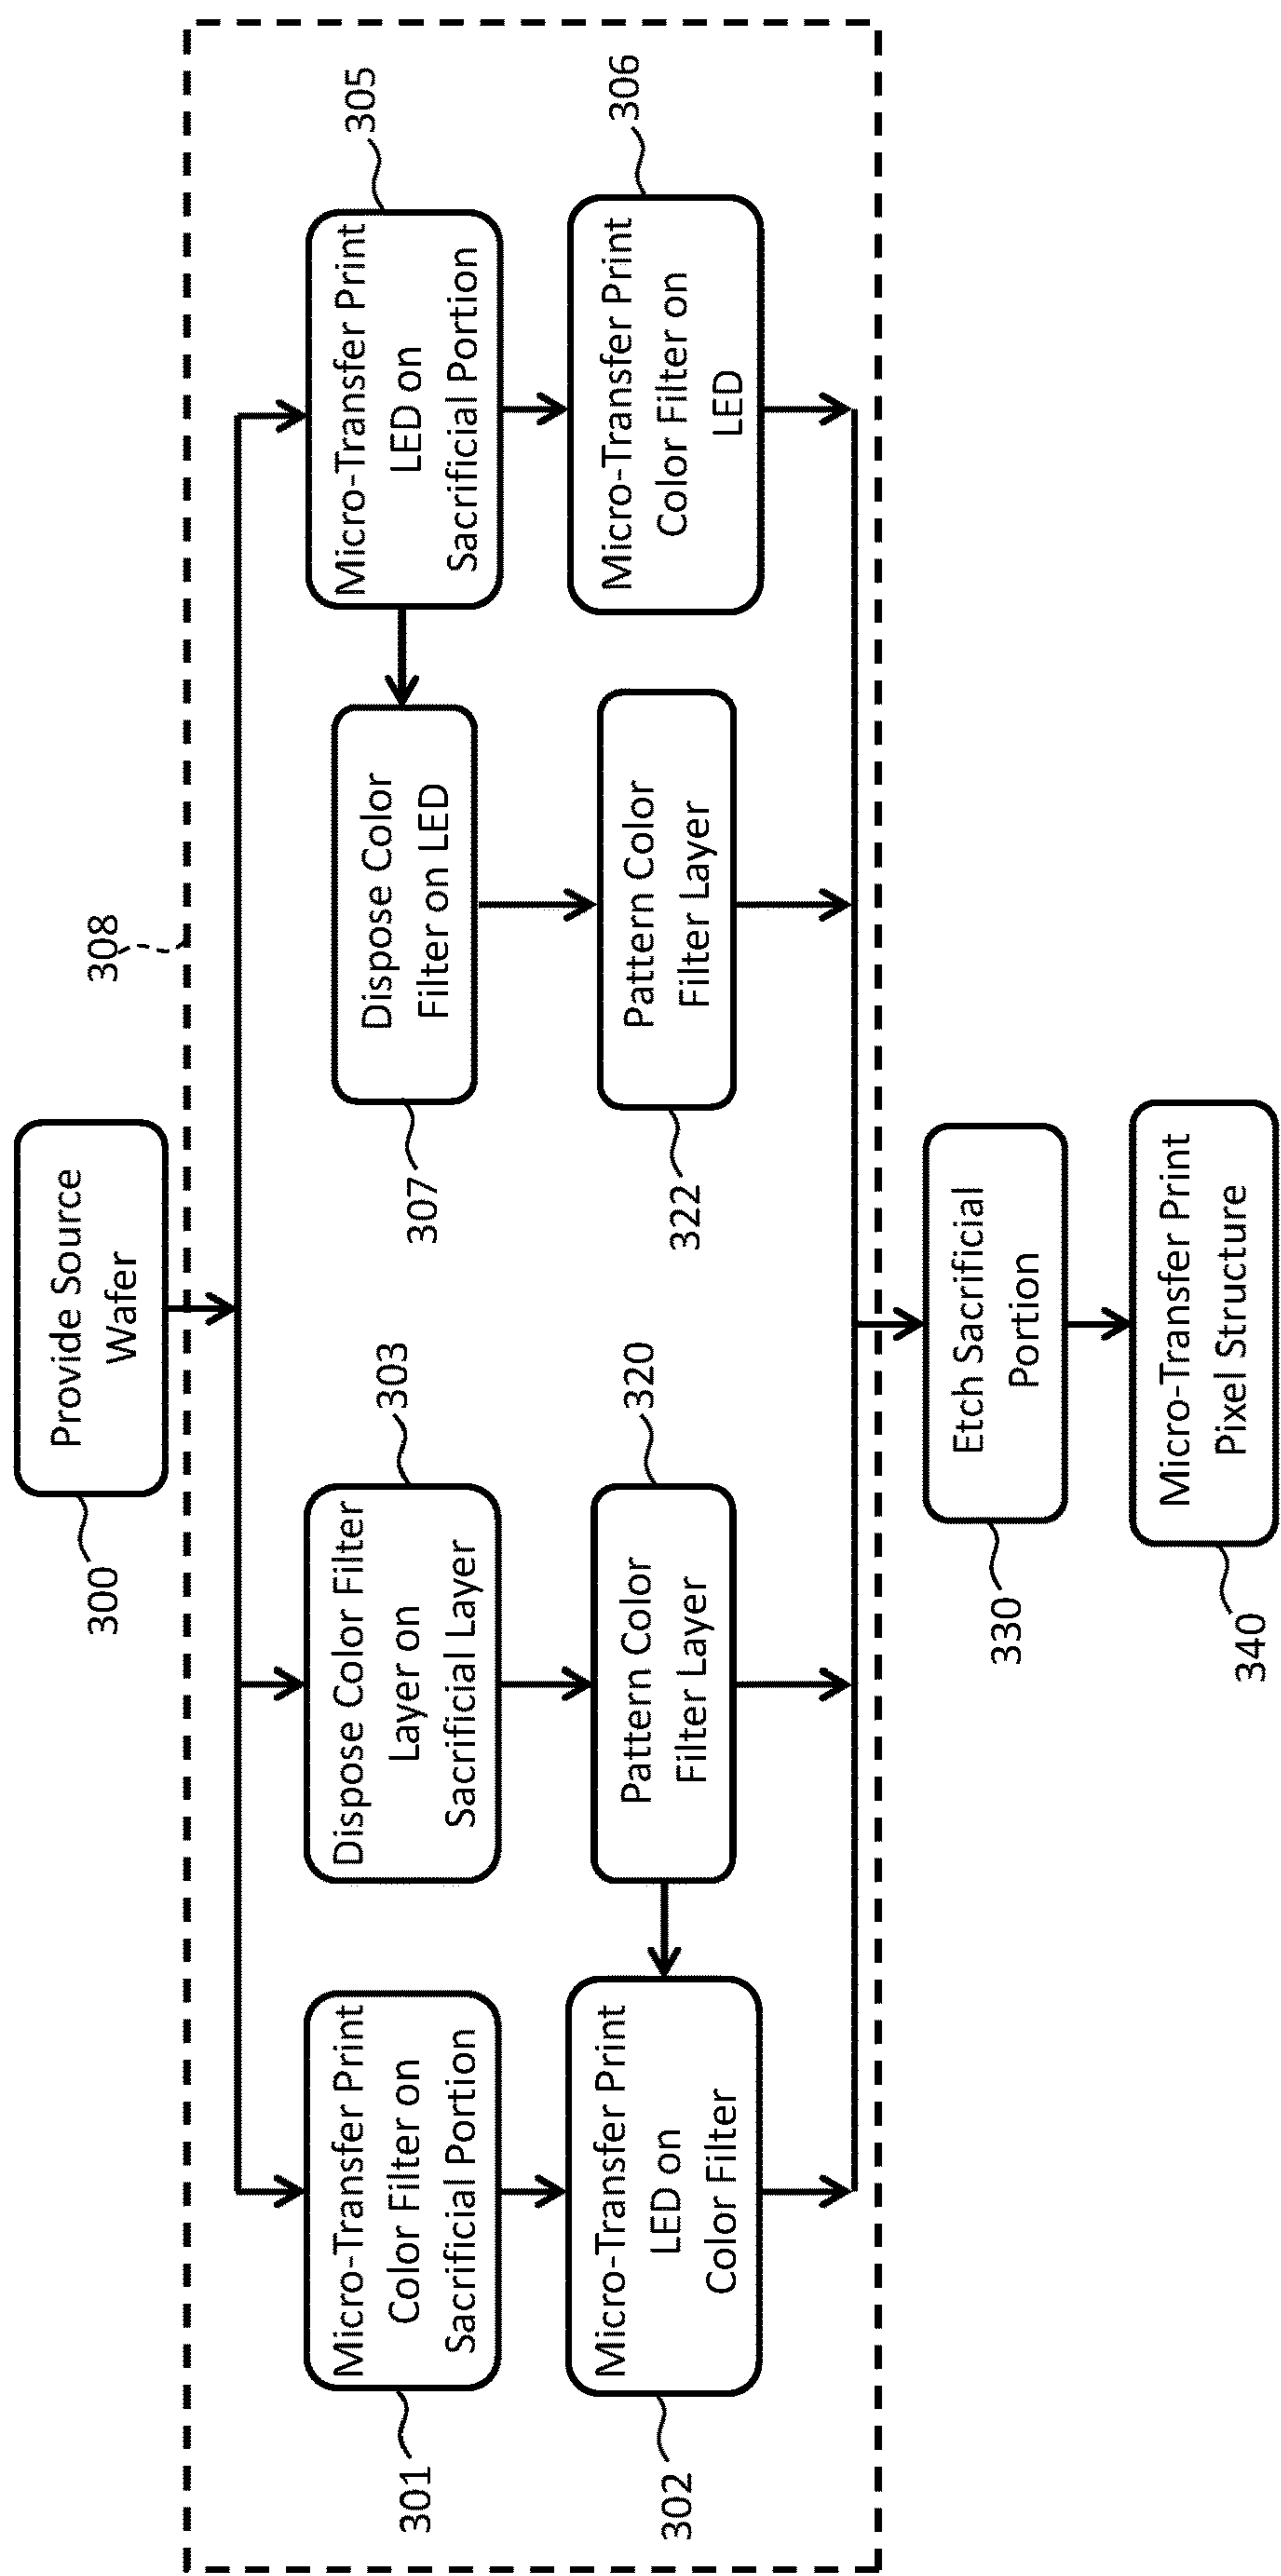 300
Provide Source
Wafer
308
301
Micro-Transfer Print
Color Filter on
Sacrificial Portion
303
Dispose Color Filter
Layer on
Sacrificial Layer
307
Dispose Color
Filter on LED
305
Micro-Transfer Print
LED on
Sacrificial Portion
302
Micro-Transfer Print
LED on
Color Filter
320
Pattern Color
Filter Layer
322
Pattern Color
Filter Layer
306
Micro-Transfer Print
Color Filter on
LED
330
Etch Sacrificial
Portion
340
Micro-Transfer Print
Pixel Structure